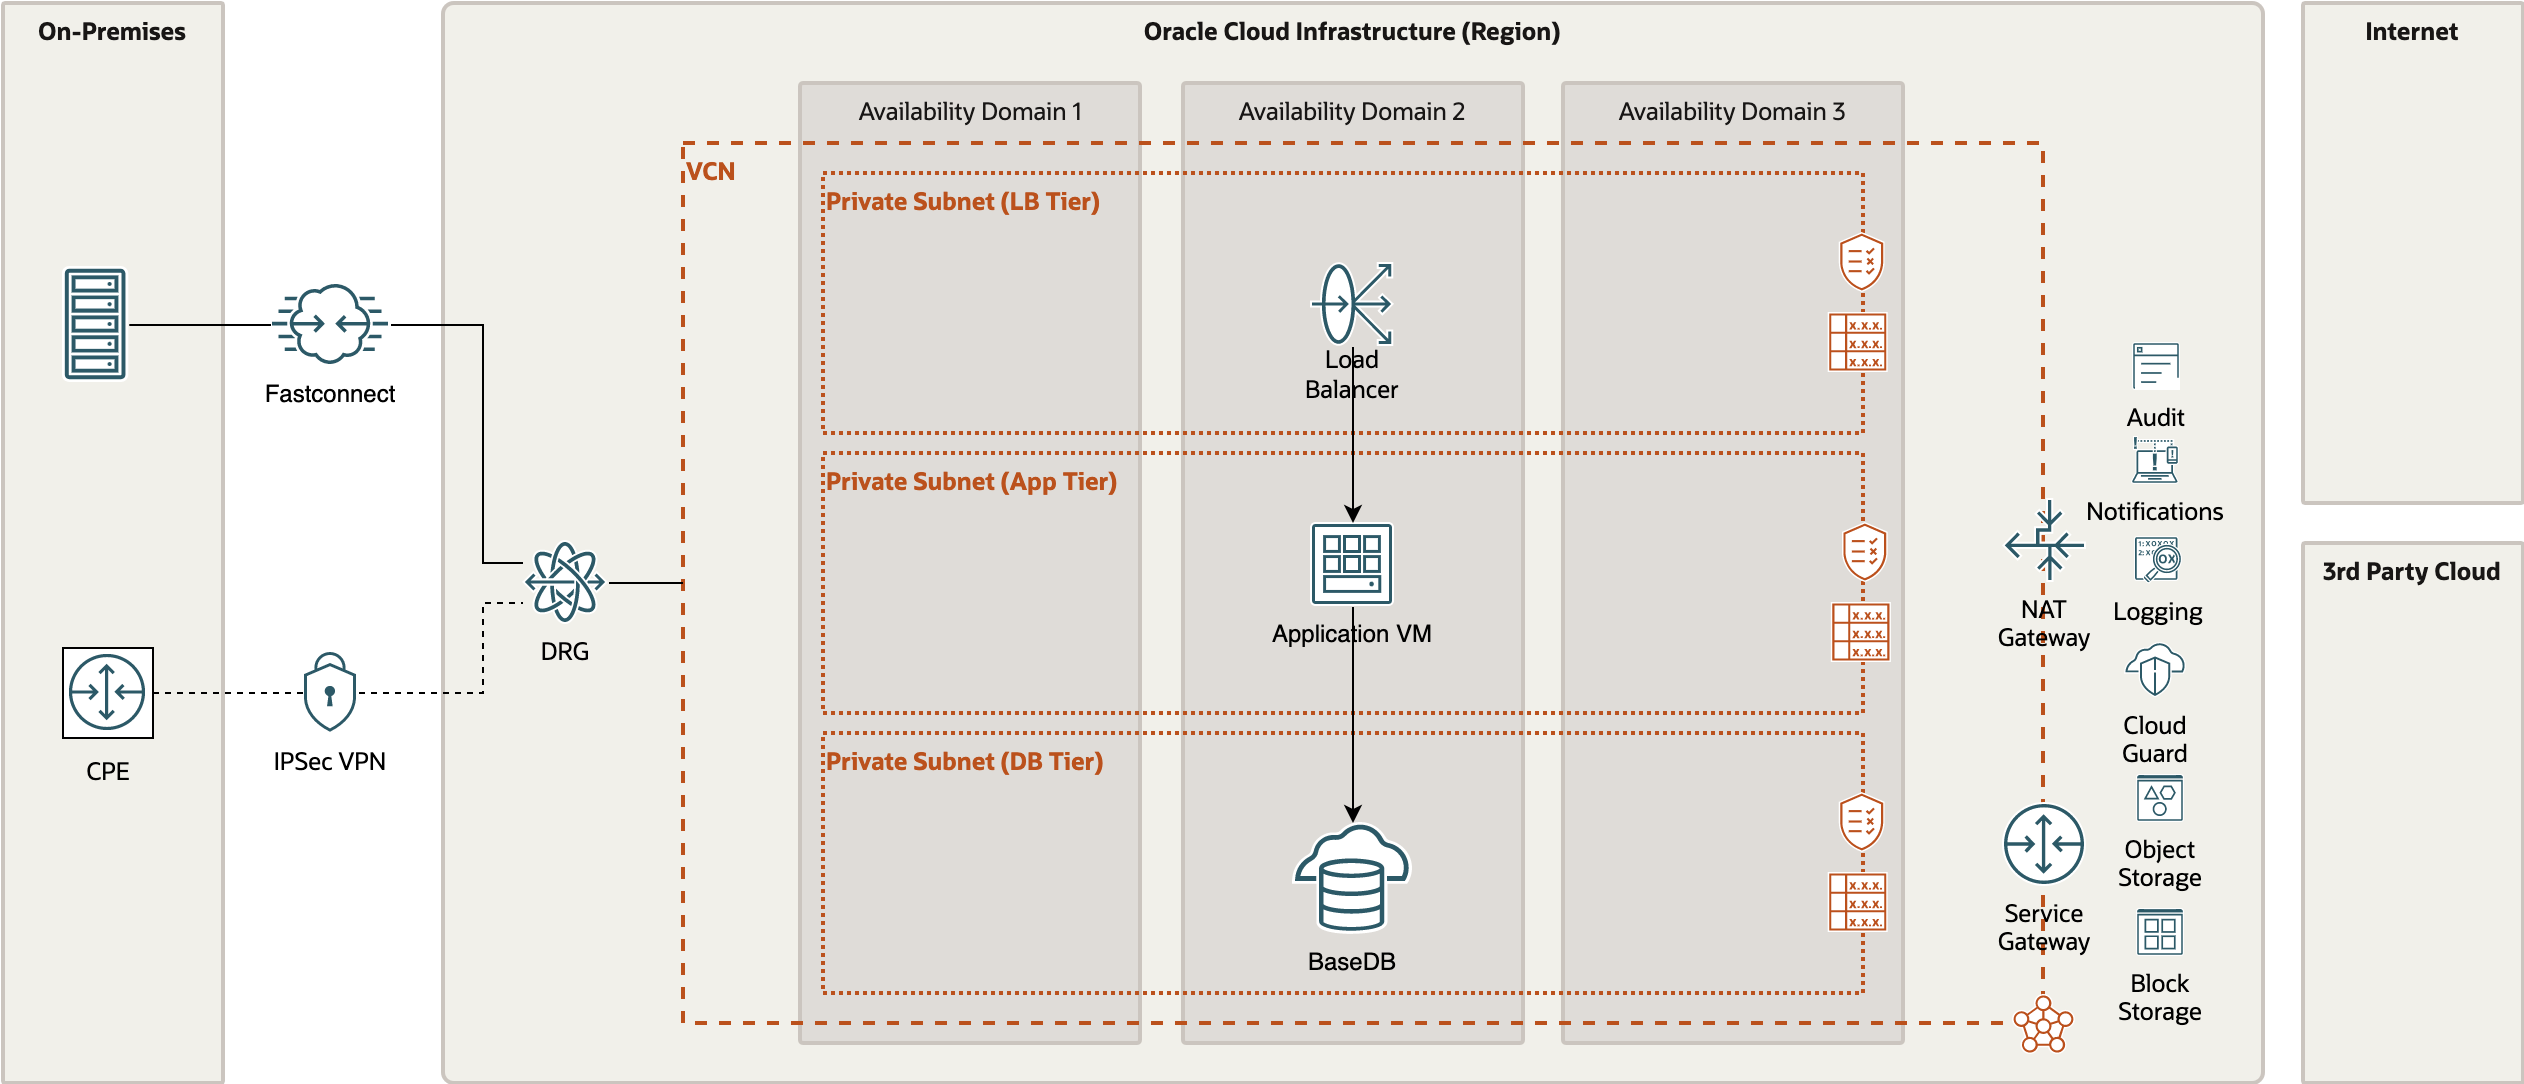 On-Premises
Oracle Cloud Infrastructure (Region)
Internet
Availability Domain 1
Availability Domain 2
Availability Domain 3
VCN
Private Subnet (LB Tier)
Load
Balancer
x.x.x.
x.x.x.
x.x.x.
Fastconnect
Audit
Notifications
Private Subnet (App Tier)
Application VM
x.x.x.
x.x.x.
x.x.x.
NAT
Gateway
OX
Logging
3rd Party Cloud
DRG
IPSec VPN
CPE
Cloud
Guard
Private Subnet (DB Tier)
BaseDB
x.x.x.
x.x.x.
x.x.x.
Service
Gateway
Object
Storage
Block
Storage